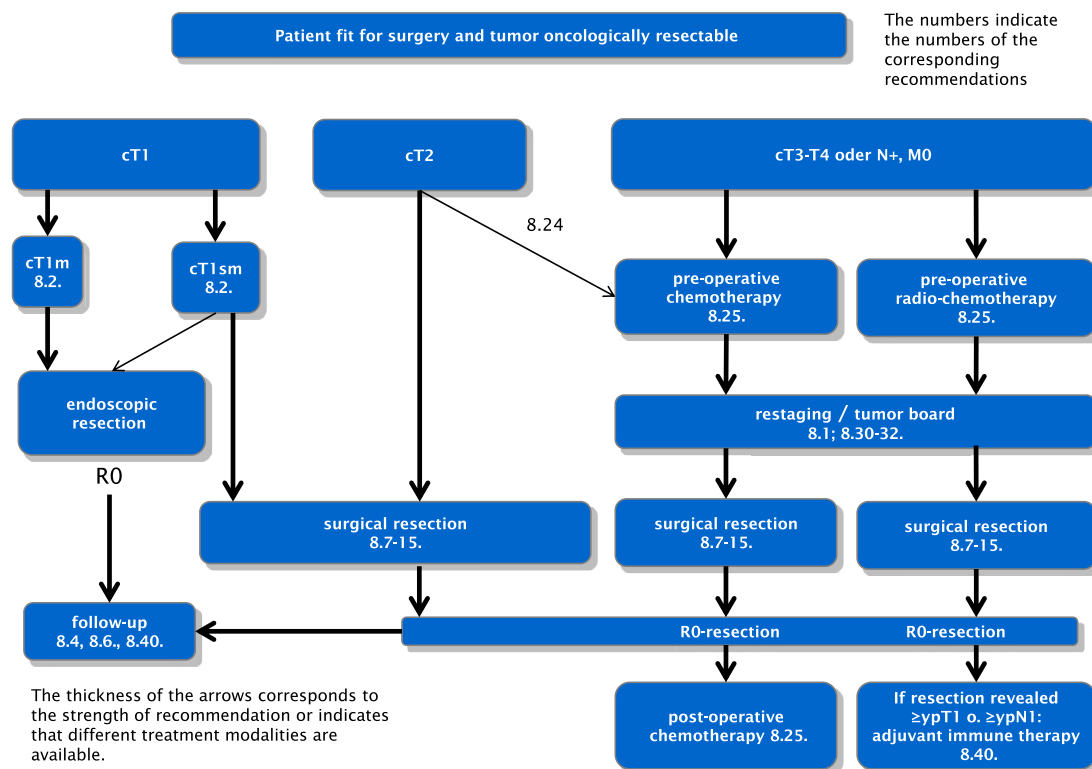 Patient fit for surgery and tumor oncologically resectable
The numbers indicate
the numbers of the
corresponding
recommendations
cT1
cT2
cT3-T4 oder N+, M0
8.24
cT1m
8.2.
cT1sm
8.2.
pre-operative
chemotherapy
8.25.
pre-operative
radio-chemotherapy
8.25.
endoscopic
resection
restaging / tumor board
8.1; 8.30-32.
R0
surgical resection
8.7-15.
surgical resection
8.7-15.
surgical resection
8.7-15.
follow-up
8.4, 8.6., 8.40.
R0-resection
R0-resection
The thickness of the arrows corresponds to
the strength of recommendation or indicates
that different treatment modalities are
available.
post-operative
chemotherapy 8.25.
If resection revealed
≥ypT1 o. ≥ypN1:
adjuvant immune therapy
8.40.